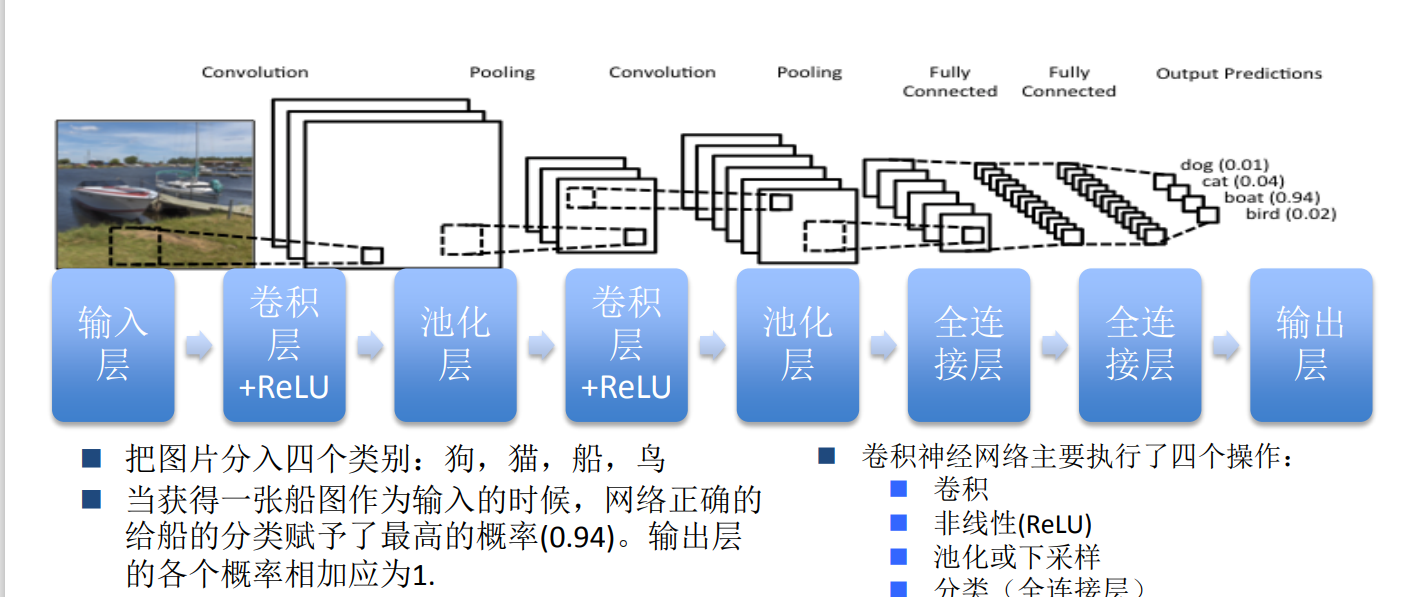 Convolution
Pooling
Convolution
Pooling
Fully
Connected
Fully
Connected
Output Predictions
dog (0.01)
cat (0.04)
boat (0.94)
bird (0.02)
输入
层
卷积
层
+ReLU
池化
层
卷积
层
+ReLU
池化
层
全连
接层
全连
接层
输出
层
把图片分入四个类别：狗，猫，船，鸟
当获得一张船图作为输入的时候，网络正确的
给船的分类赋予了最高的概率(0.94)。输出层
的各个概率相加应为1.
卷积神经网络主要执行了四个操作：
卷积
非线性(ReLU)
池化或下采样
分类（全连接层）